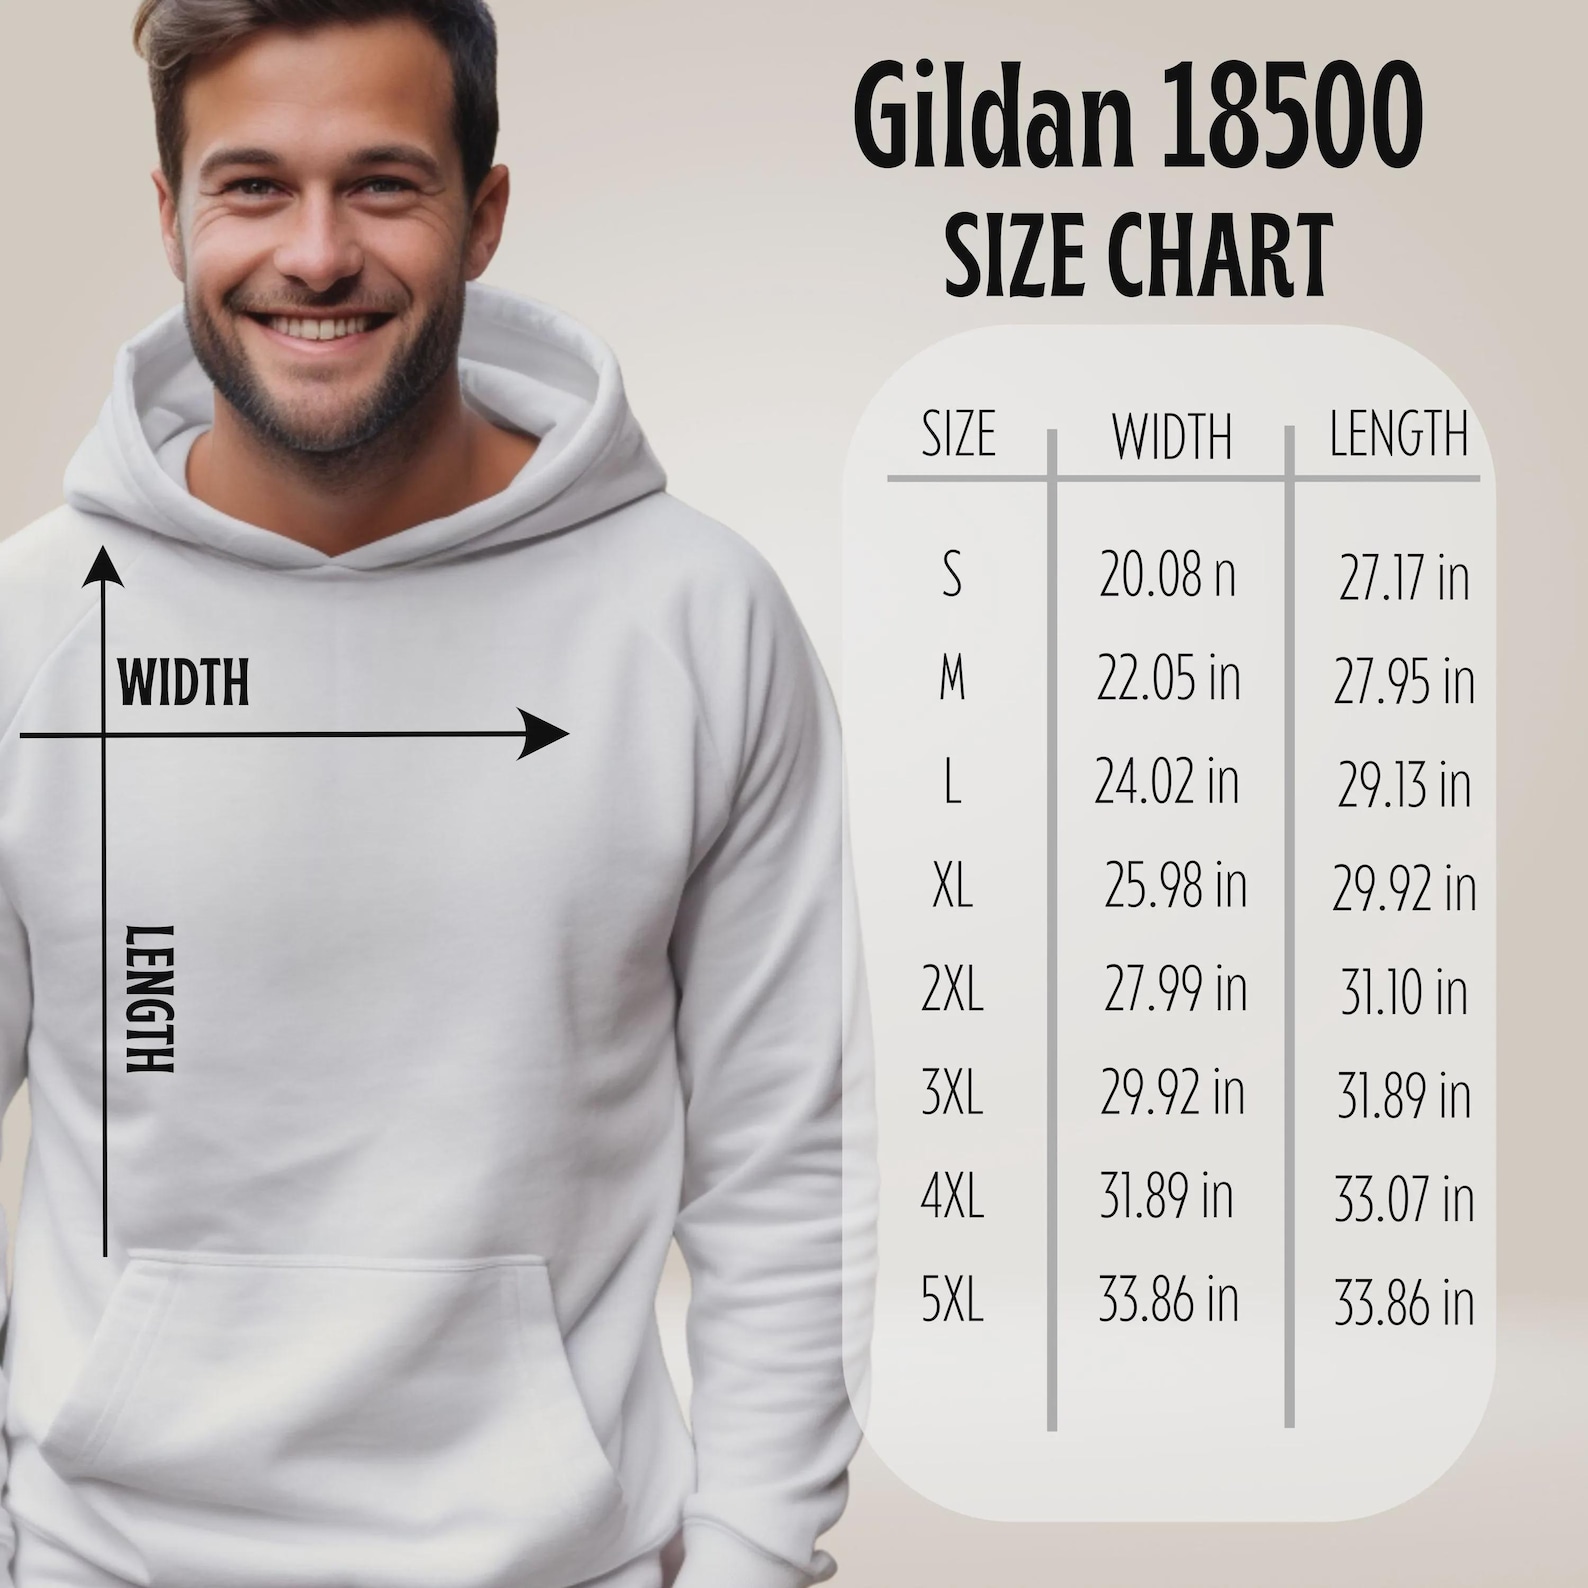 Gildan 18500
SIZE CHART
SIZE WIDTH LENGTH
S 20.08 n 27.17 in
M 22.05 in 27.95 in
L 24.02 in 29.13 in
XL 25.98 in 29.92 in
2XL 27.99 in 31.10 in
3XL 29.92 in 31.89 in
4XL 31.89 in 33.07 in
5XL 33.86 in 33.86 in
WIDTH
LENGTH